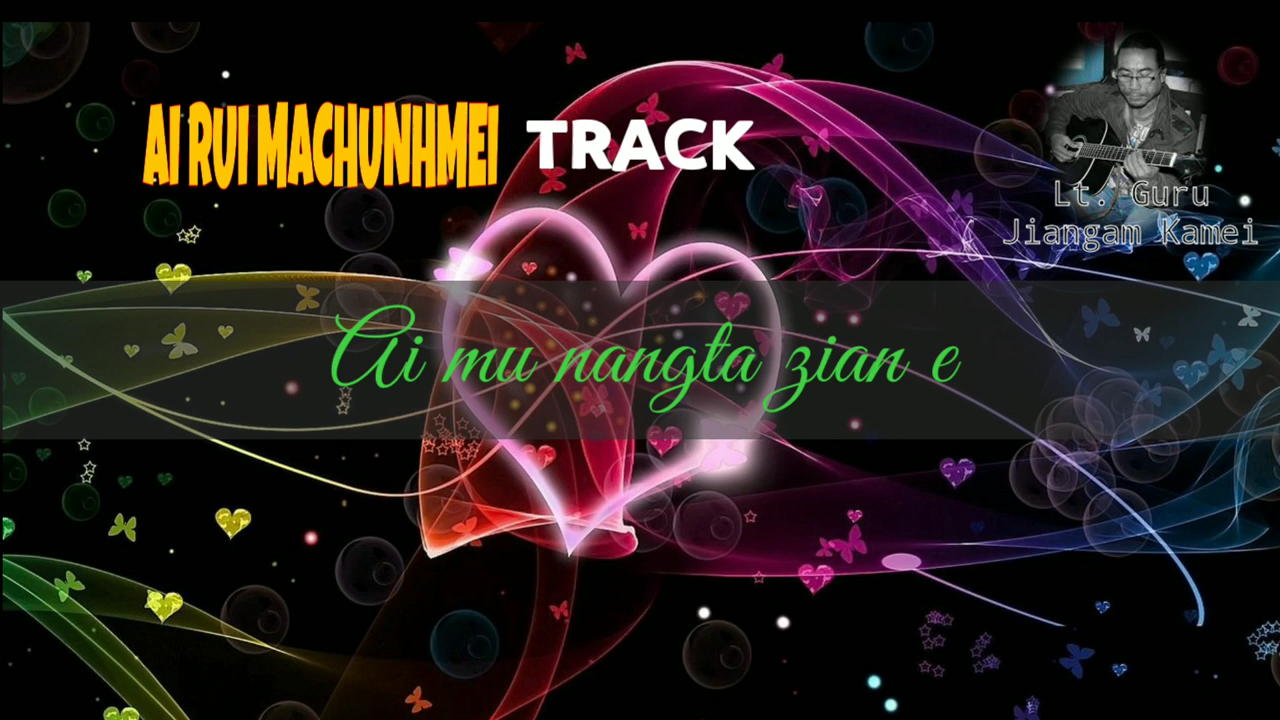 AI RUI MACHUNHMEI TRACK
Lt. Guru
Jiangam Kamei
Ai mu nangta zian e